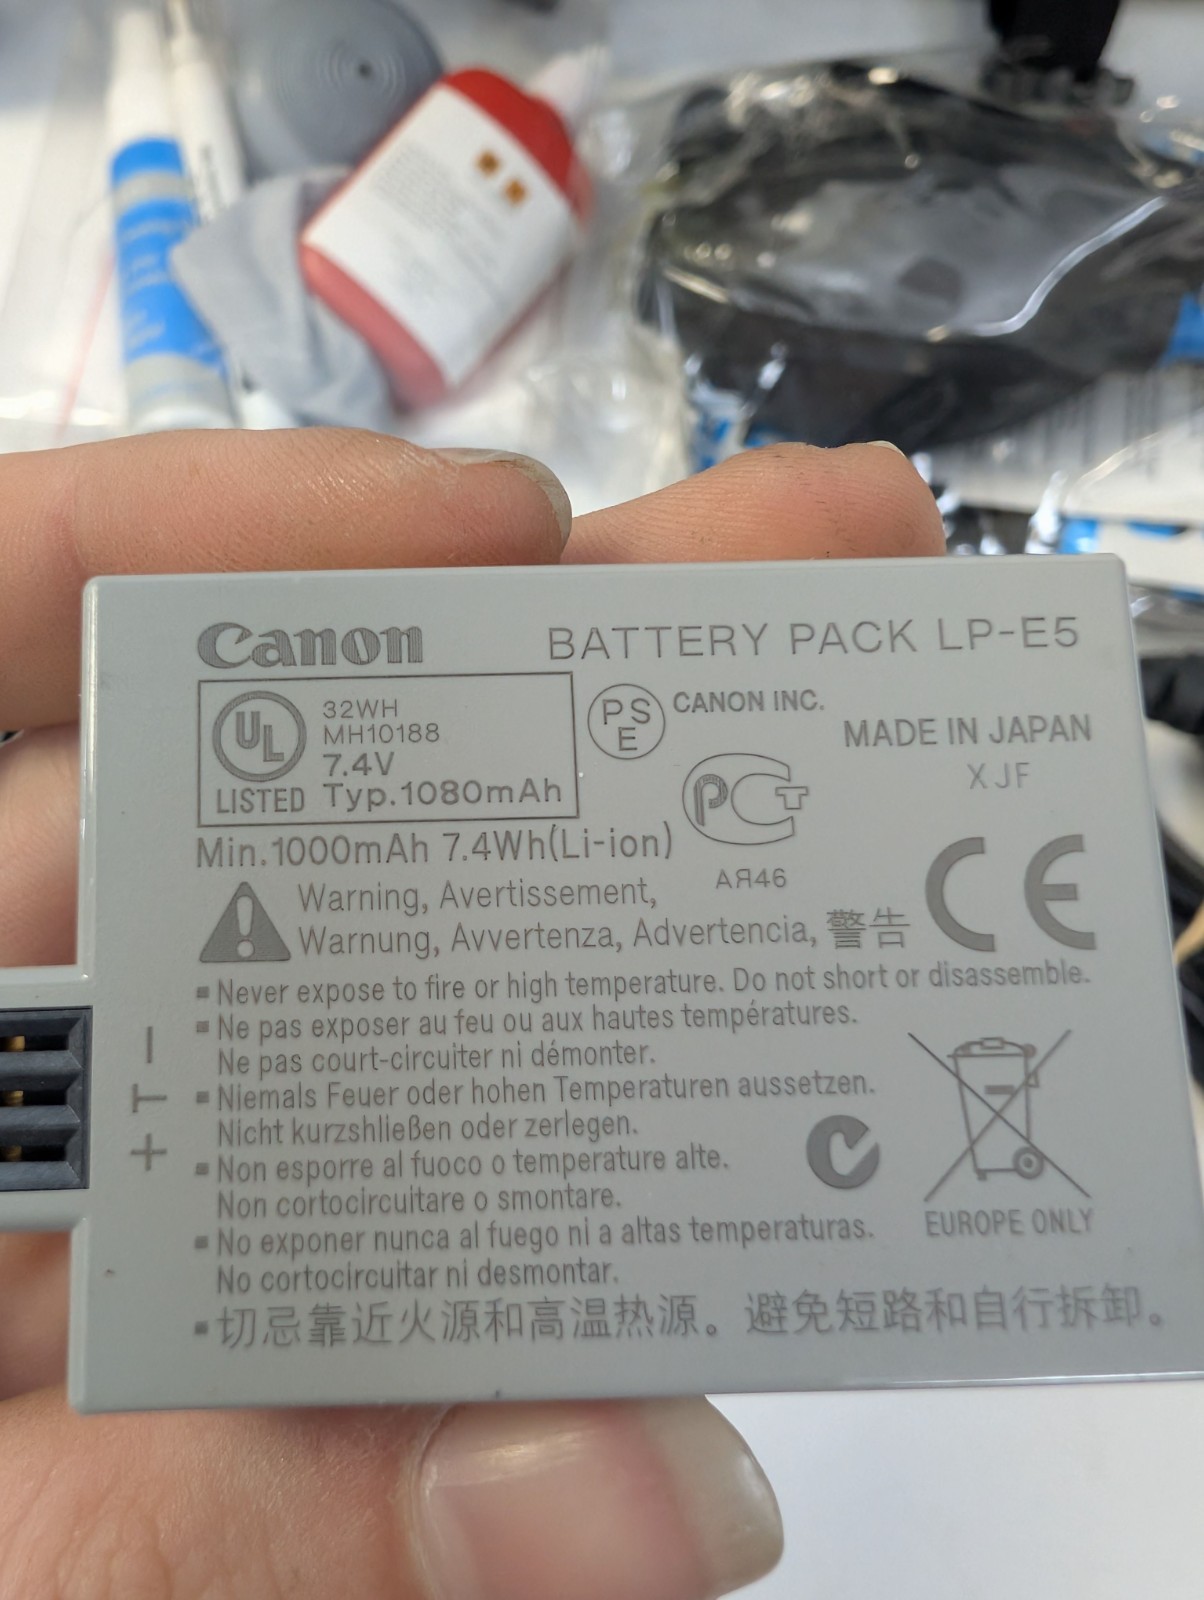 Canon BATTERY PACK LP-E5
UL
LISTED
32WH
MH10188
7.4V
Typ.1080mAh
PSE CANON INC.
MADE IN JAPAN
XJF
Min.1000mAh 7.4Wh(Li-ion)
РСТ
AЯ46
CE
Warning, Avertissement,
Warnung, Avvertenza, Advertencia, 警告
▪ Never expose to fire or high temperature. Do not short or disassemble.
▪ Ne pas exposer au feu ou aux hautes températures.
Ne pas court-circuiter ni démonter.
▪ Niemals Feuer oder hohen Temperaturen aussetzen.
Nicht kurzshließen oder zerlegen.
▪ Non esporre al fuoco o temperature alte.
Non cortocircuitare o smontare.
▪ No exponer nunca al fuego ni a altas temperaturas.
No cortocircuitar ni desmontar.
▪ 切忌靠近火源和高温热源。避免短路和自行拆卸.
EUROPE ONLY
−
T
+